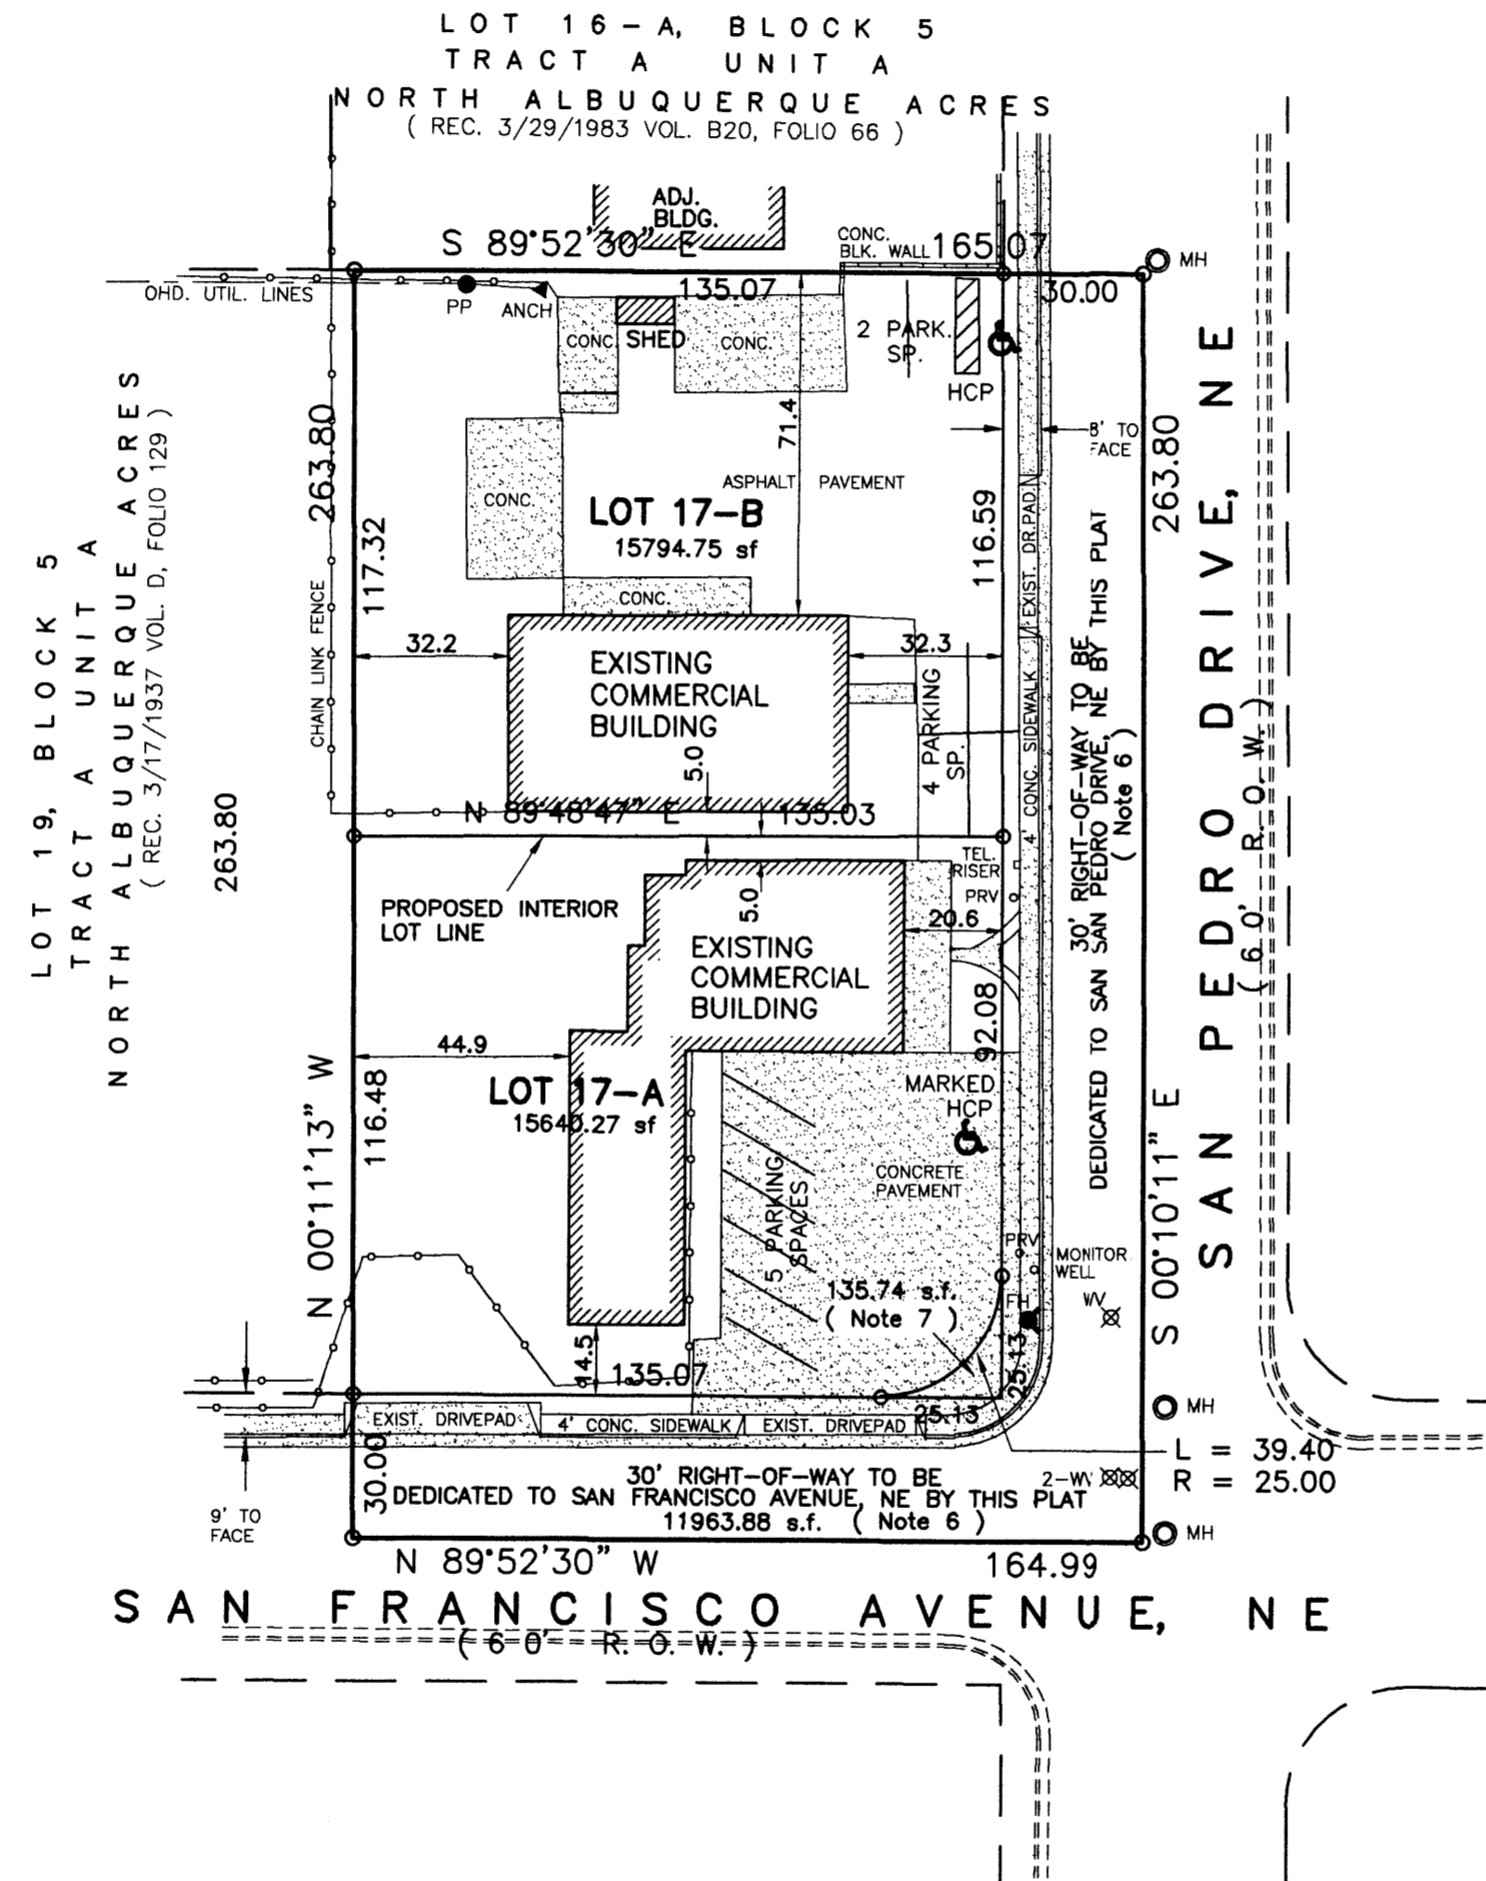 LOT 16-A, BLOCK 5
TRACT A UNIT A
NORTH ALBUQUERQUE ACRES
( REC. 3/29/1983 VOL. B20, FOLIO 66 )
ADJ.
BLDG.
S 89°52'30" E
165.07
CONC.
BLK. WALL
MH
OHD. UTIL. LINES
PP
ANCH
135.07
30.00
CONC.
SHED
CONC.
2 PARK.
SP.
HCP
71.4
8' TO
FACE
263.80
263.80
LOT 19, BLOCK 5
TRACT A UNIT A
NORTH ALBUQUERQUE ACRES
( REC. 3/17/1937 VOL. D, FOLIO 129 )
263.80
ASPHALT PAVEMENT
CONC.
LOT 17-B
15794.75 sf
117.32
116.59
EXIST. DR.PAD
CONC.
CHAIN LINK FENCE
32.2
32.3
EXISTING
COMMERCIAL
BUILDING
5.0
4 PARKING
SP.
4' CONC. SIDEWALK
30' RIGHT-OF-WAY TO BE
DEDICATED TO SAN PEDRO DRIVE, NE BY THIS PLAT
( Note 6 )
SAN PEDRO DRIVE, NE
( 60' R.O.W. )
N 89°48'47" E
135.03
PROPOSED INTERIOR
LOT LINE
TEL.
RISER
PRV
5.0
20.6
EXISTING
COMMERCIAL
BUILDING
92.08
44.9
LOT 17-A
15640.27 sf
116.48
N 00°11'13" W
MARKED
HCP
CONCRETE
PAVEMENT
5 PARKING
SPACES
S 00°10'11" E
PRV
MONITOR
WELL
WV
FH
135.74 s.f.
( Note 7 )
25.13
14.5
135.07
25.13
MH
EXIST. DRIVEPAD
4' CONC. SIDEWALK
EXIST. DRIVEPAD
L = 39.40
R = 25.00
30.00
30' RIGHT-OF-WAY TO BE
DEDICATED TO SAN FRANCISCO AVENUE, NE BY THIS PLAT
11963.88 s.f. ( Note 6 )
2-WV
9' TO
FACE
MH
N 89°52'30" W
164.99
SAN FRANCISCO AVENUE, NE
( 60' R.O.W. )